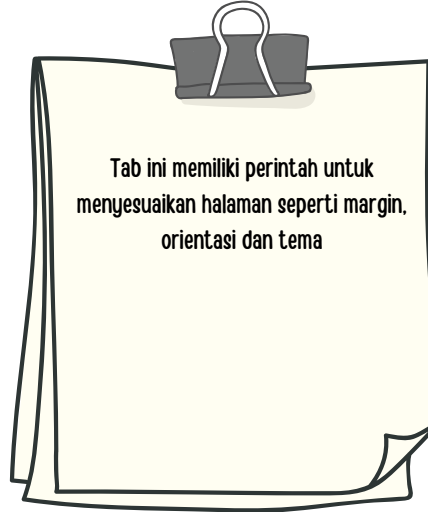 Tab ini memiliki perintah untuk
menyesuaikan halaman seperti margin,
orientasi dan tema